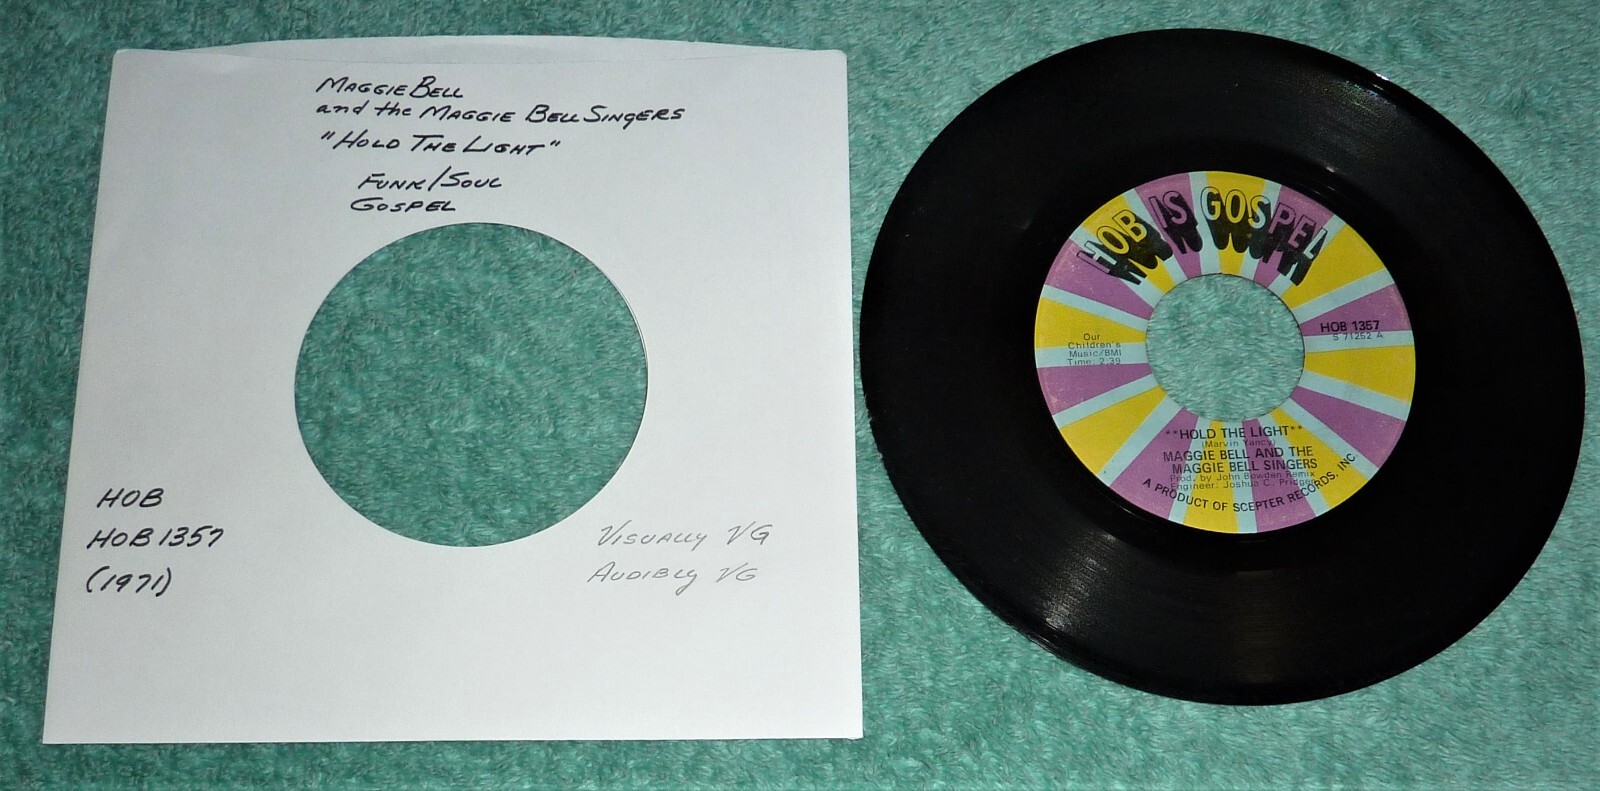 MAGGIE BELL
and the MAGGIE BELL SINGERS
"HOLD THE LIGHT"
FUNK/SOUL
GOSPEL
HOB
HOB 1357
(1971)
VISUALLY VG
AUDIBLY VG
HOB IS GOSPEL
HOB 1357
S 71252 A
Our
Children's
Music/BMI
Time: 2:39
**HOLD THE LIGHT**
(Marvin Yancy)
MAGGIE BELL AND THE
MAGGIE BELL SINGERS
Prod. by John Bowden Remix
Engineer: Joshua C. Pridgen
A PRODUCT OF SCEPTER RECORDS, INC.